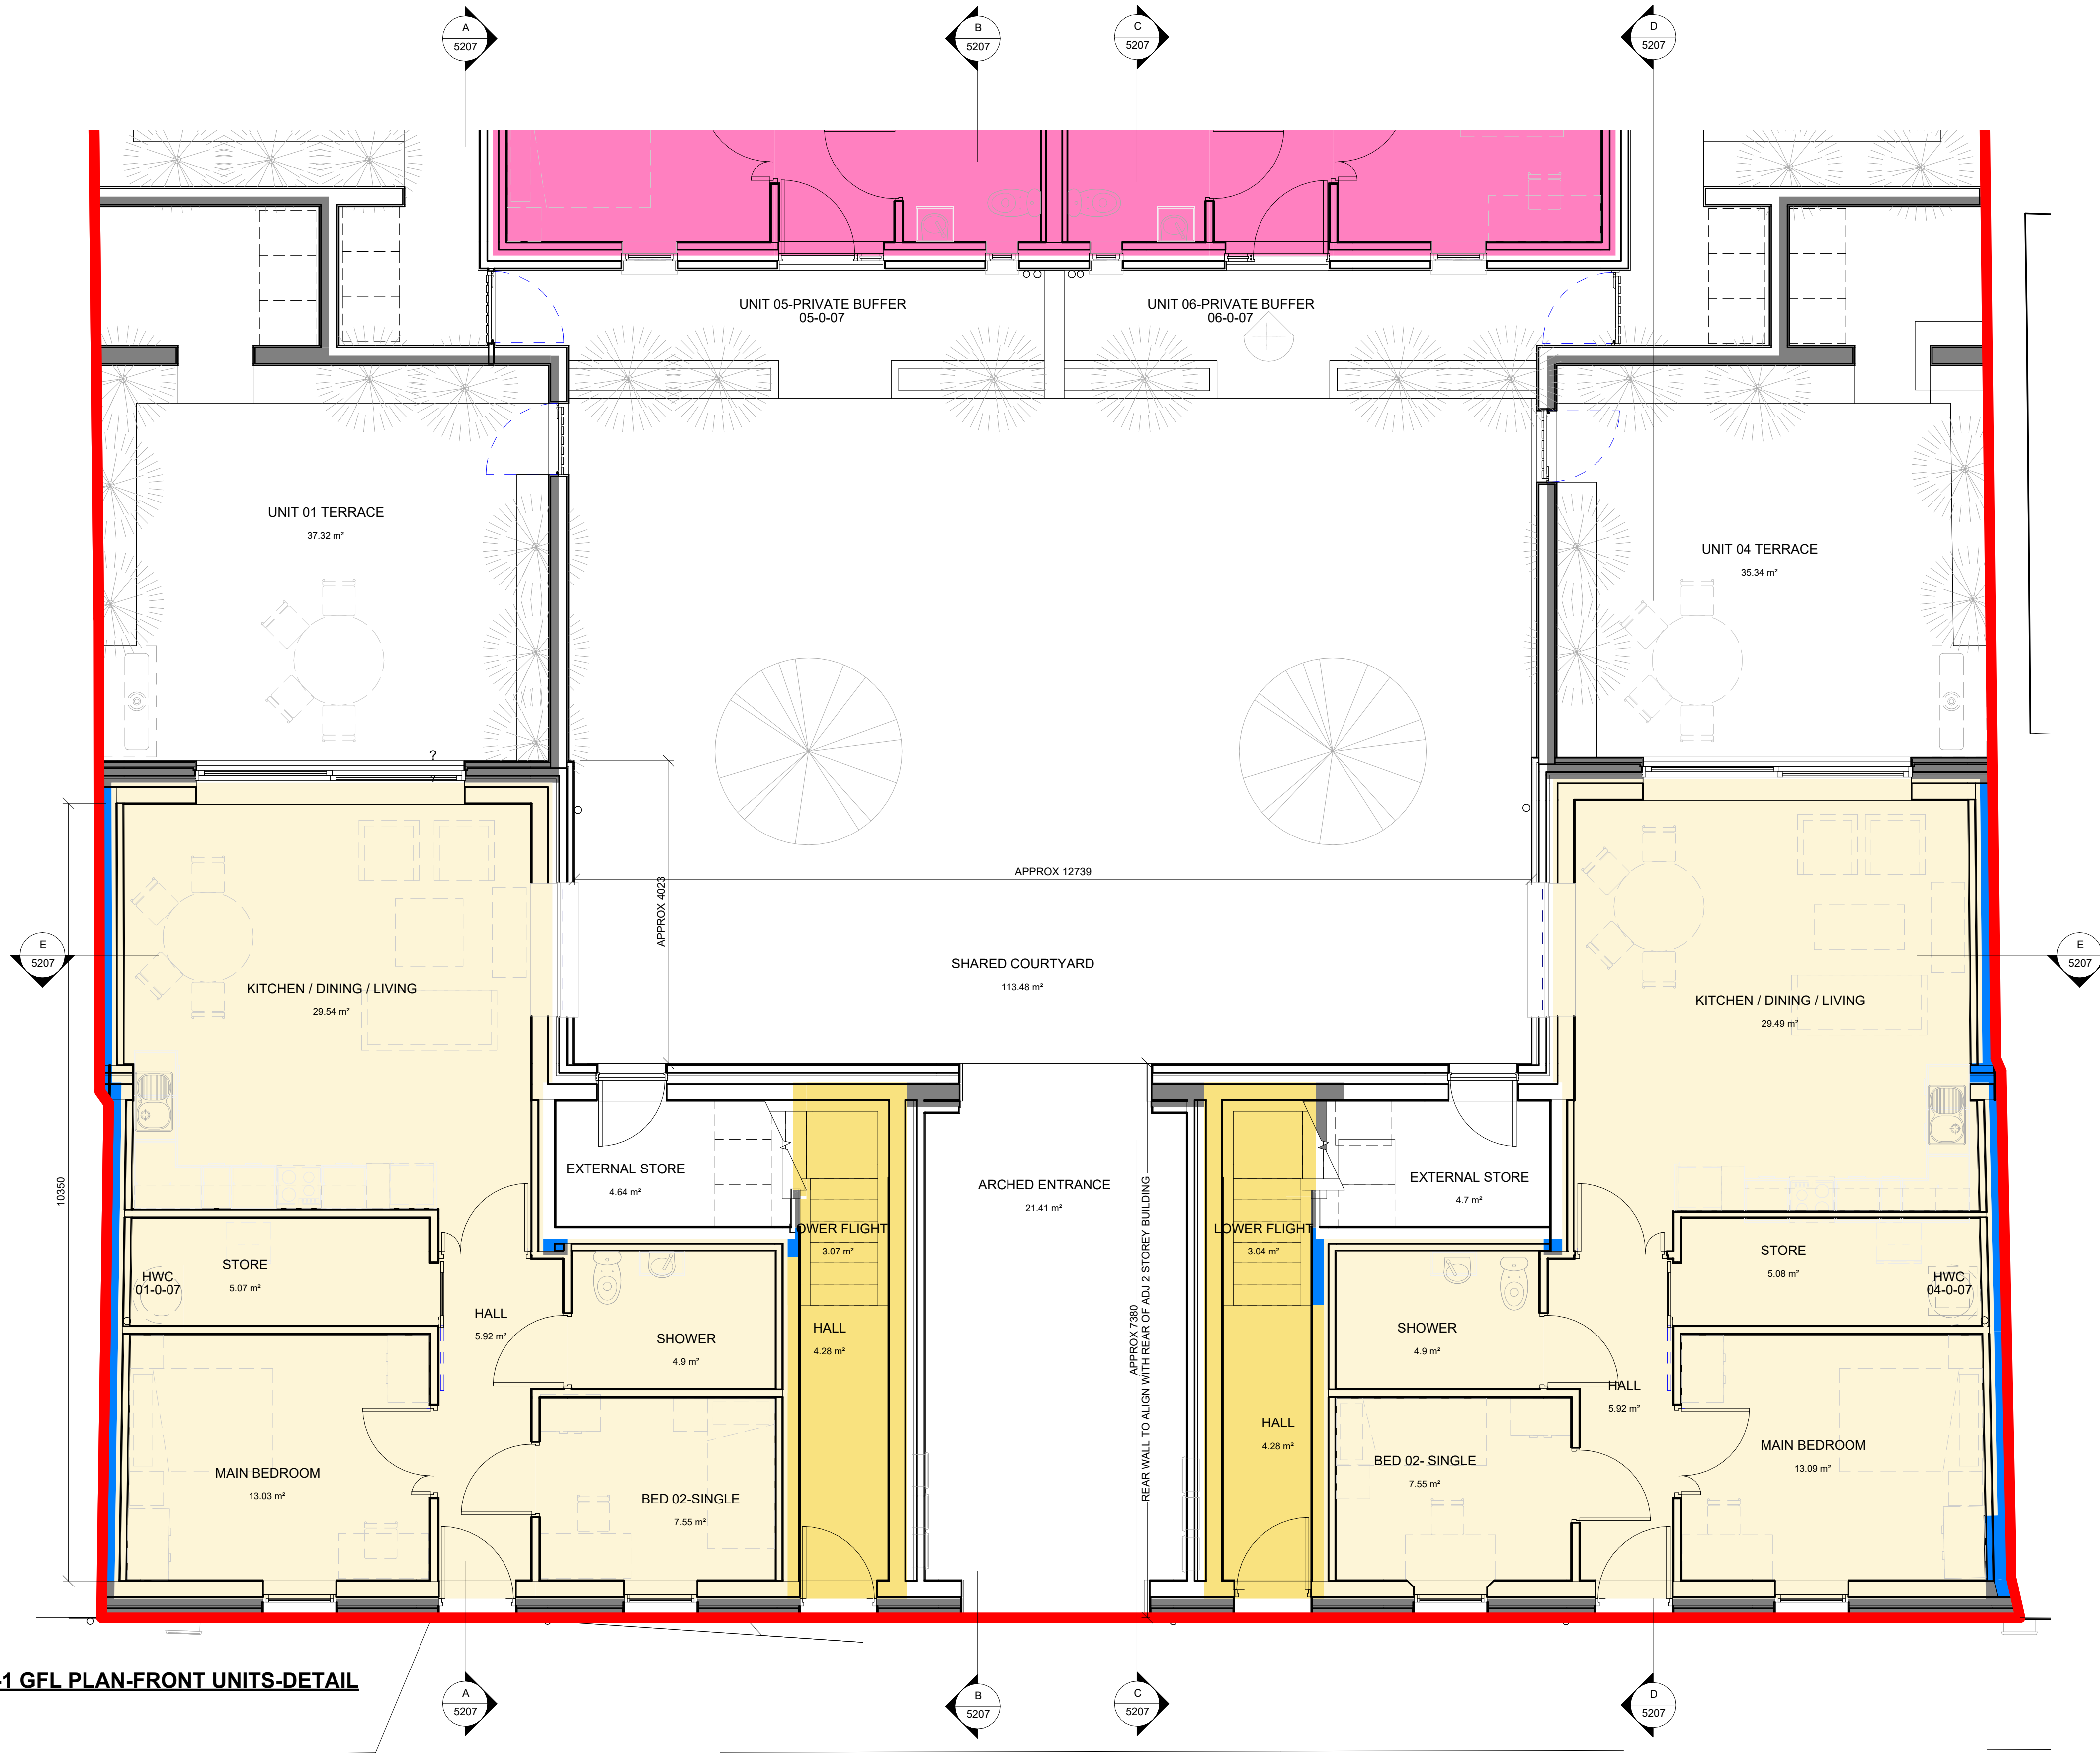 A
5207
B
5207
C
5207
D
5207
UNIT 05-PRIVATE BUFFER
05-0-07
UNIT 06-PRIVATE BUFFER
06-0-07
UNIT 01 TERRACE
37.32 m²
UNIT 04 TERRACE
35.34 m²
?
?
APPROX 12739
APPROX 4023
E
5207
E
5207
SHARED COURTYARD
113.48 m²
KITCHEN / DINING / LIVING
29.54 m²
KITCHEN / DINING / LIVING
29.49 m²
10350
EXTERNAL STORE
4.64 m²
ARCHED ENTRANCE
21.41 m²
EXTERNAL STORE
4.7 m²
LOWER FLIGHT
3.07 m²
LOWER FLIGHT
3.04 m²
STORE
5.07 m²
HWC
01-0-07
STORE
5.08 m²
HWC
04-0-07
HALL
5.92 m²
SHOWER
4.9 m²
HALL
4.28 m²
APPROX 7380
REAR WALL TO ALIGN WITH REAR OF ADJ 2 STOREY BUILDING
SHOWER
4.9 m²
HALL
5.92 m²
HALL
4.28 m²
MAIN BEDROOM
13.03 m²
BED 02-SINGLE
7.55 m²
BED 02- SINGLE
7.55 m²
MAIN BEDROOM
13.09 m²
-1 GFL PLAN-FRONT UNITS-DETAIL
A
5207
B
5207
C
5207
D
5207